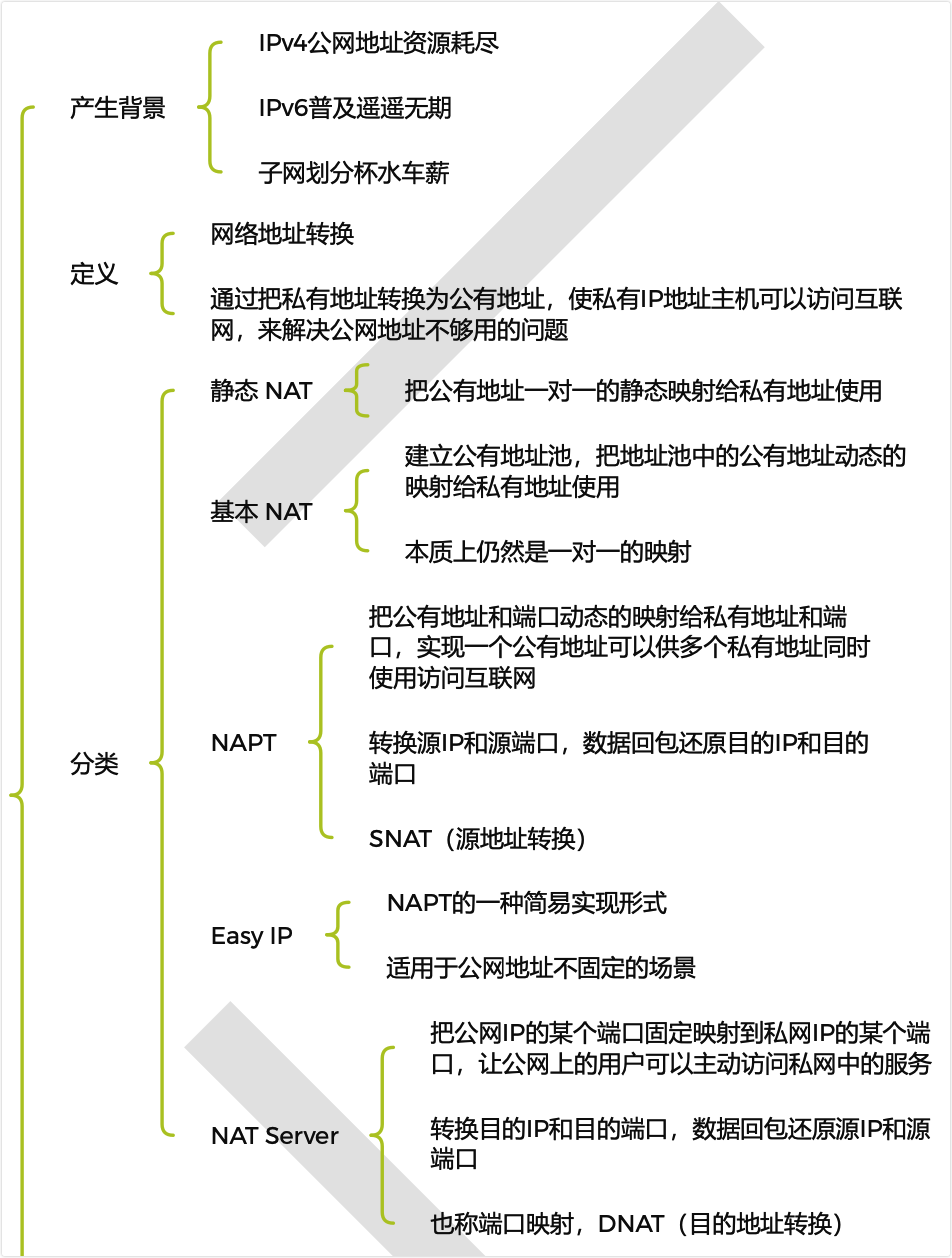 产生背景
IPv4公网地址资源耗尽
IPv6普及遥遥无期
子网划分杯水车薪
定义
网络地址转换
通过把私有地址转换为公有地址，使私有IP地址主机可以访问互联
网，来解决公网地址不够用的问题
分类
静态 NAT
把公有地址一对一的静态映射给私有地址使用
基本 NAT
建立公有地址池，把地址池中的公有地址动态的
映射给私有地址使用
本质上仍然是一对一的映射
NAPT
把公有地址和端口动态的映射给私有地址和端
口，实现一个公有地址可以供多个私有地址同时
使用访问互联网
转换源IP和源端口，数据回包还原目的IP和目的
端口
SNAT（源地址转换）
Easy IP
NAPT的一种简易实现形式
适用于公网地址不固定的场景
NAT Server
把公网IP的某个端口固定映射到私网IP的某个端
口，让公网上的用户可以主动访问私网中的服务
转换目的IP和目的端口，数据回包还原源IP和源
端口
也称端口映射，DNAT（目的地址转换）